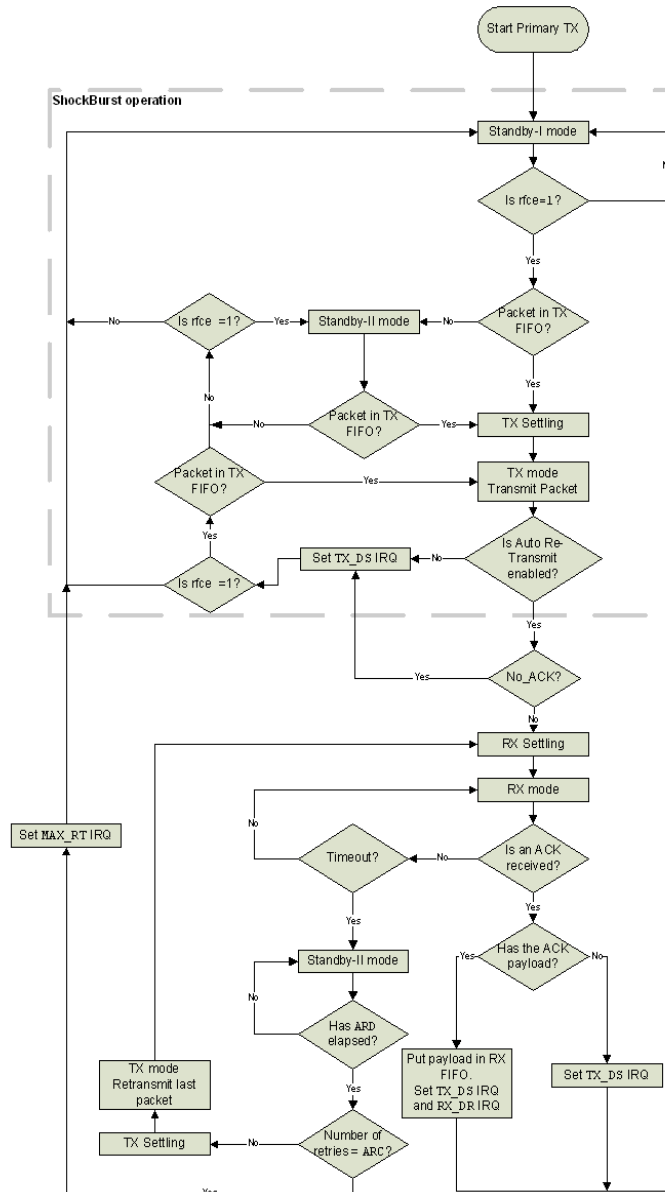 Start Primary TX
ShockBurst operation
Standby-I mode
Is rfce=1?
Yes
Is rfce =1?
No
Yes
Standby-II mode
No
Packet in TX
FIFO?
Yes
No
Packet in TX
FIFO?
No
Yes
TX Settling
Packet in TX
FIFO?
Yes
TX mode
Transmit Packet
Yes
Is rfce =1?
Set TX_DS IRQ
No
Is Auto Re-
Transmit
enabled?
Yes
Yes
No_ACK?
No
RX Settling
RX mode
Set MAX_RT IRQ
No
Timeout?
No
Is an ACK
received?
Yes
Yes
Standby-II mode
Yes
Has the ACK
payload?
No
No
Has ARD
elapsed?
Yes
TX mode
Retransmit last
packet
Put payload in RX
FIFO.
Set TX_DS IRQ
and RX_DR IRQ
Set TX_DS IRQ
TX Settling
No
Number of
retries = ARC?
Yes